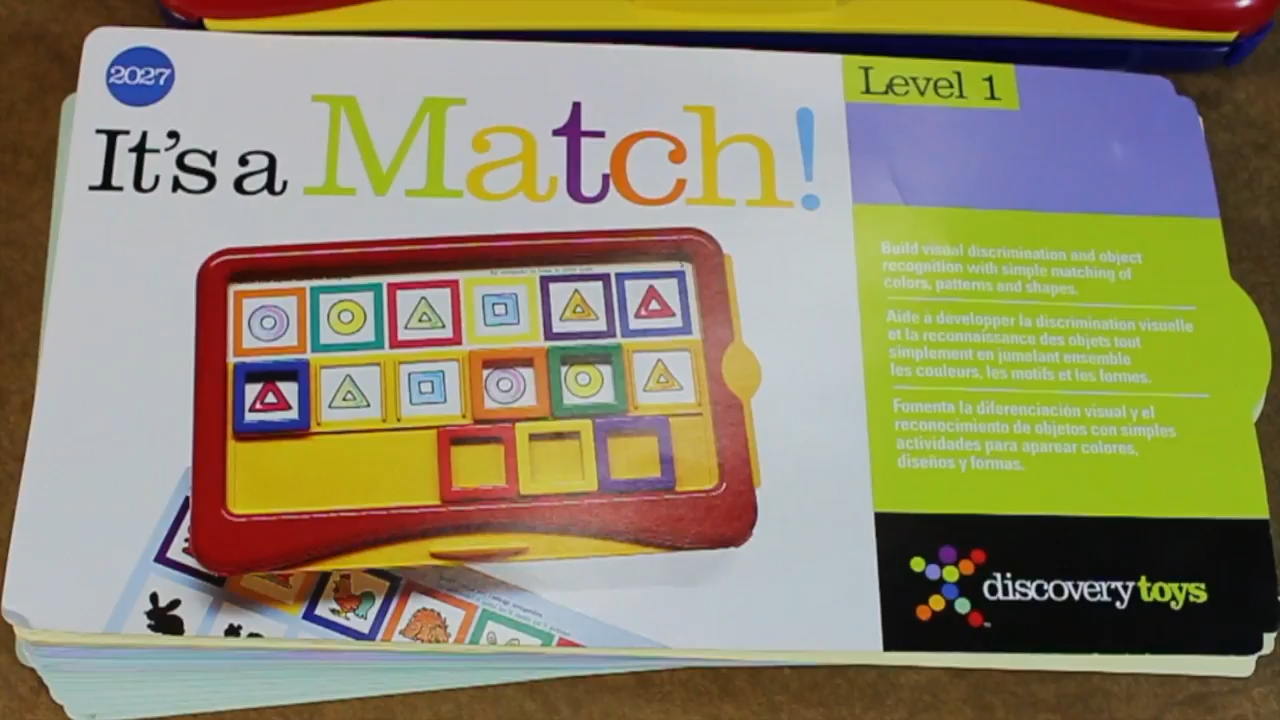 2027
It's a Match!
Level 1
Build visual discrimination and object
recognition with simple matching of
colors, patterns and shapes.
Aide à développer la discrimination visuelle
et la reconnaissance des objets tout
simplement en jumelant ensemble
les couleurs, les motifs et les formes.
Fomenta la diferenciación visual y el
reconocimiento de objetos con simples
actividades para aparear colores,
diseños y formas.
discovery toys